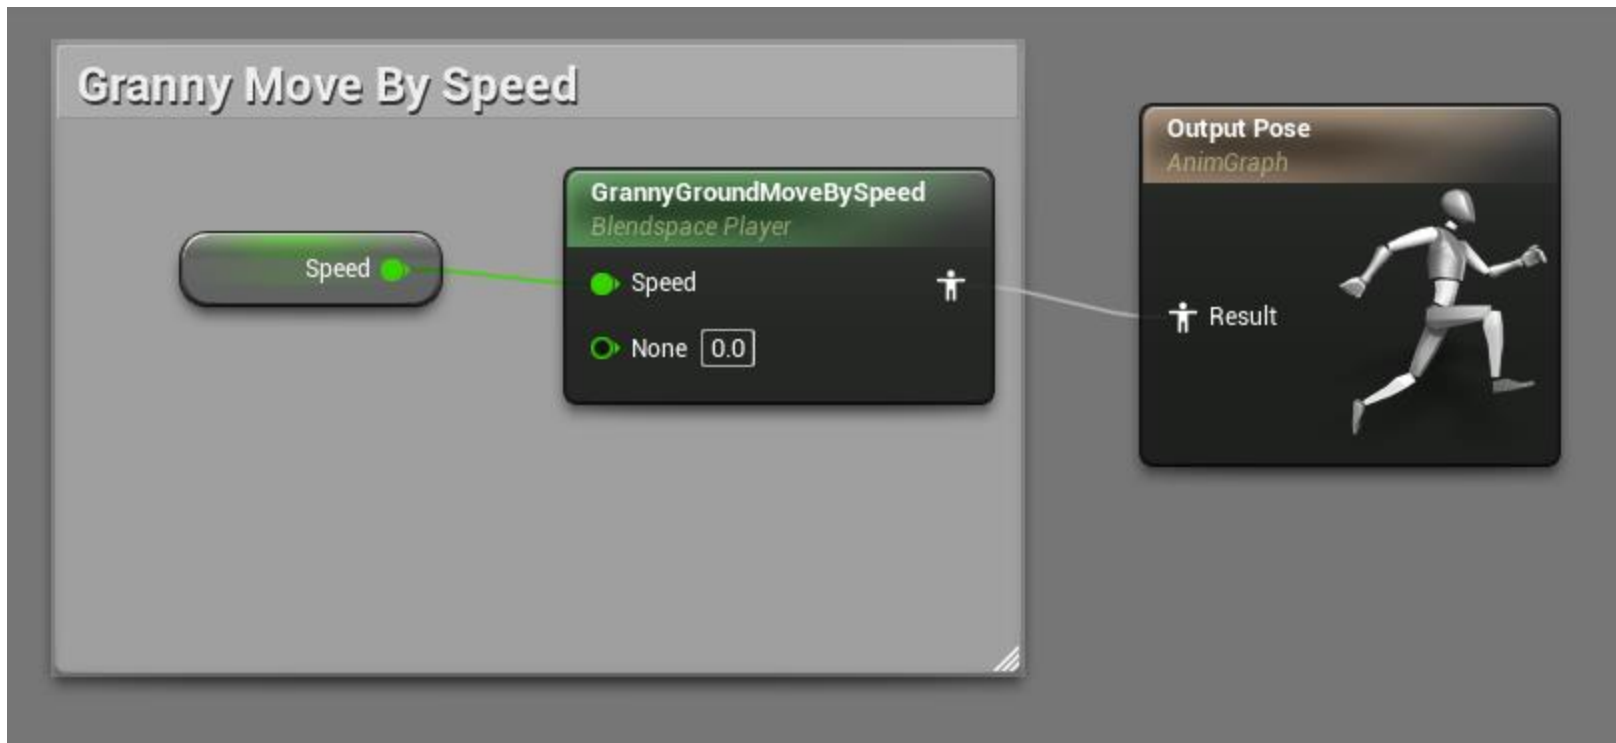 Granny Move By Speed
Speed
GrannyGroundMoveBySpeed
Blendspace Player
Speed
None 0.0
Output Pose
AnimGraph
Result